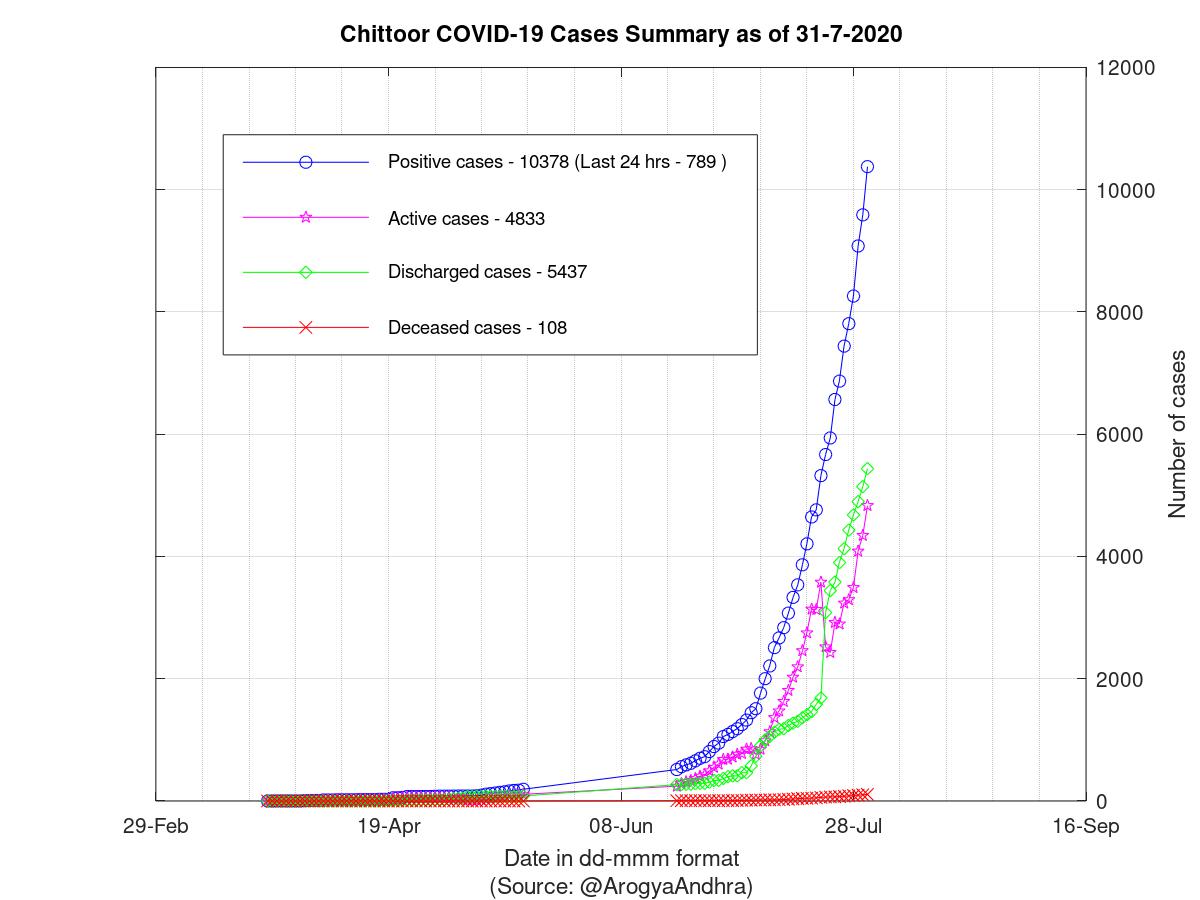 Chittoor COVID-19 Cases Summary as of 31-7-2020
12000
10000
8000
6000
4000
2000
0
Number of cases
Positive cases - 10378 (Last 24 hrs - 789 )
Active cases - 4833
Discharged cases - 5437
Deceased cases - 108
29-Feb 19-Apr 08-Jun 28-Jul 16-Sep
Date in dd-mmm format
(Source: @ArogyaAndhra)